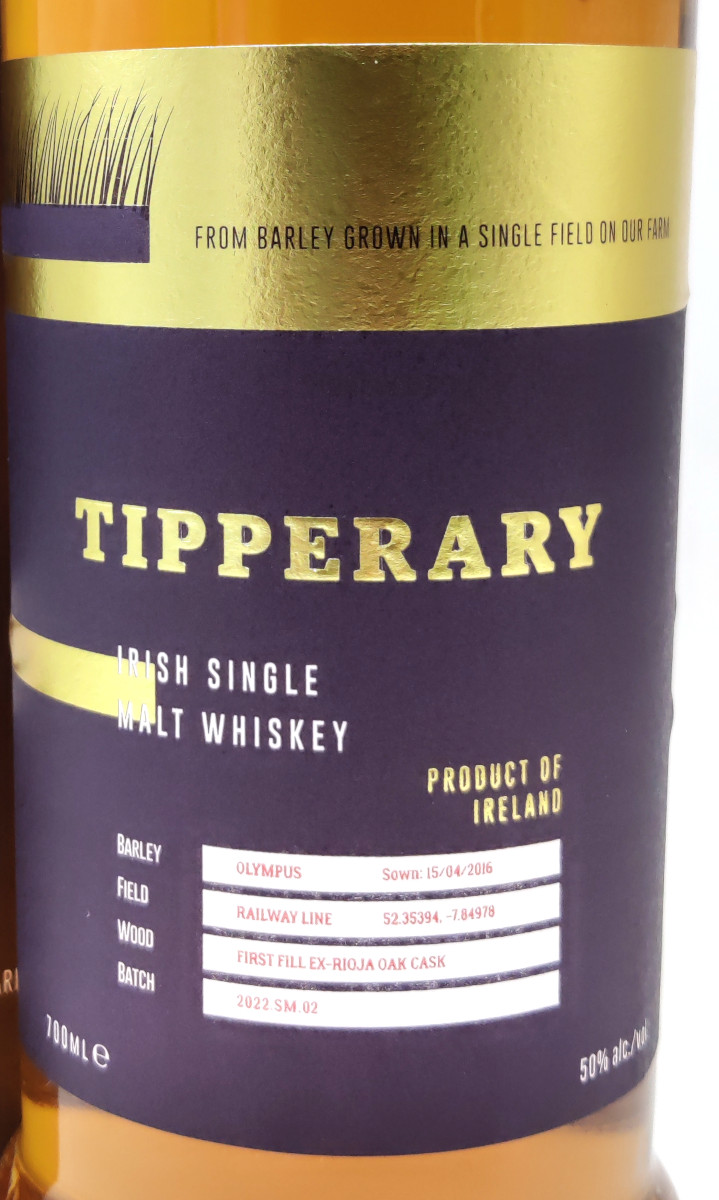 FROM BARLEY GROWN IN A SINGLE FIELD ON OUR FARM
TIPPERARY
IRISH SINGLE
MALT WHISKEY
PRODUCT OF
IRELAND
BARLEY OLYMPUS Sown: 15/04/2016
FIELD RAILWAY LINE 52.35394, -7.84978
WOOD FIRST FILL EX-RIOJA OAK CASK
BATCH 2022.SM.02
700ML e
50% alc./vol.